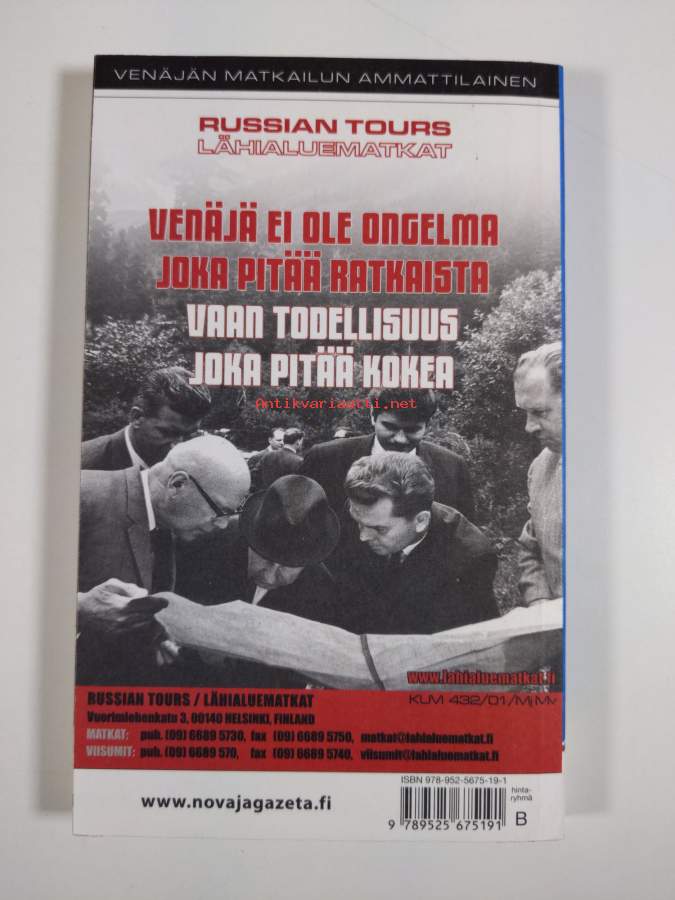 VENÄJÄN MATKAILUN AMMATTILAINEN
RUSSIAN TOURS
LÄHIALUEMATKAT
VENÄJÄ EI OLE ONGELMA
JOKA PITÄÄ RATKAISTA
VAAN TODELLISUUS
JOKA PITÄÄ KOKEA
Antikvariaatti.net
www.lahialuematkat.fi
RUSSIAN TOURS / LÄHIALUEMATKAT
KLM 432/01/MjMv
Vuorimiehenkatu 3, 00140 HELSINKI, FINLAND
MATKAT: puh. (09) 6689 5730, fax (09) 6689 5750, matkat@lahialuematkat.fi
VIISUMIT: puh. (09) 6689 570, fax (09) 6689 5740, viisumit@lahialuematkat.fi
ISBN 978-952-5675-19-1
www.novajagazeta.fi
hinta-
ryhmä
B
9 789525 675191